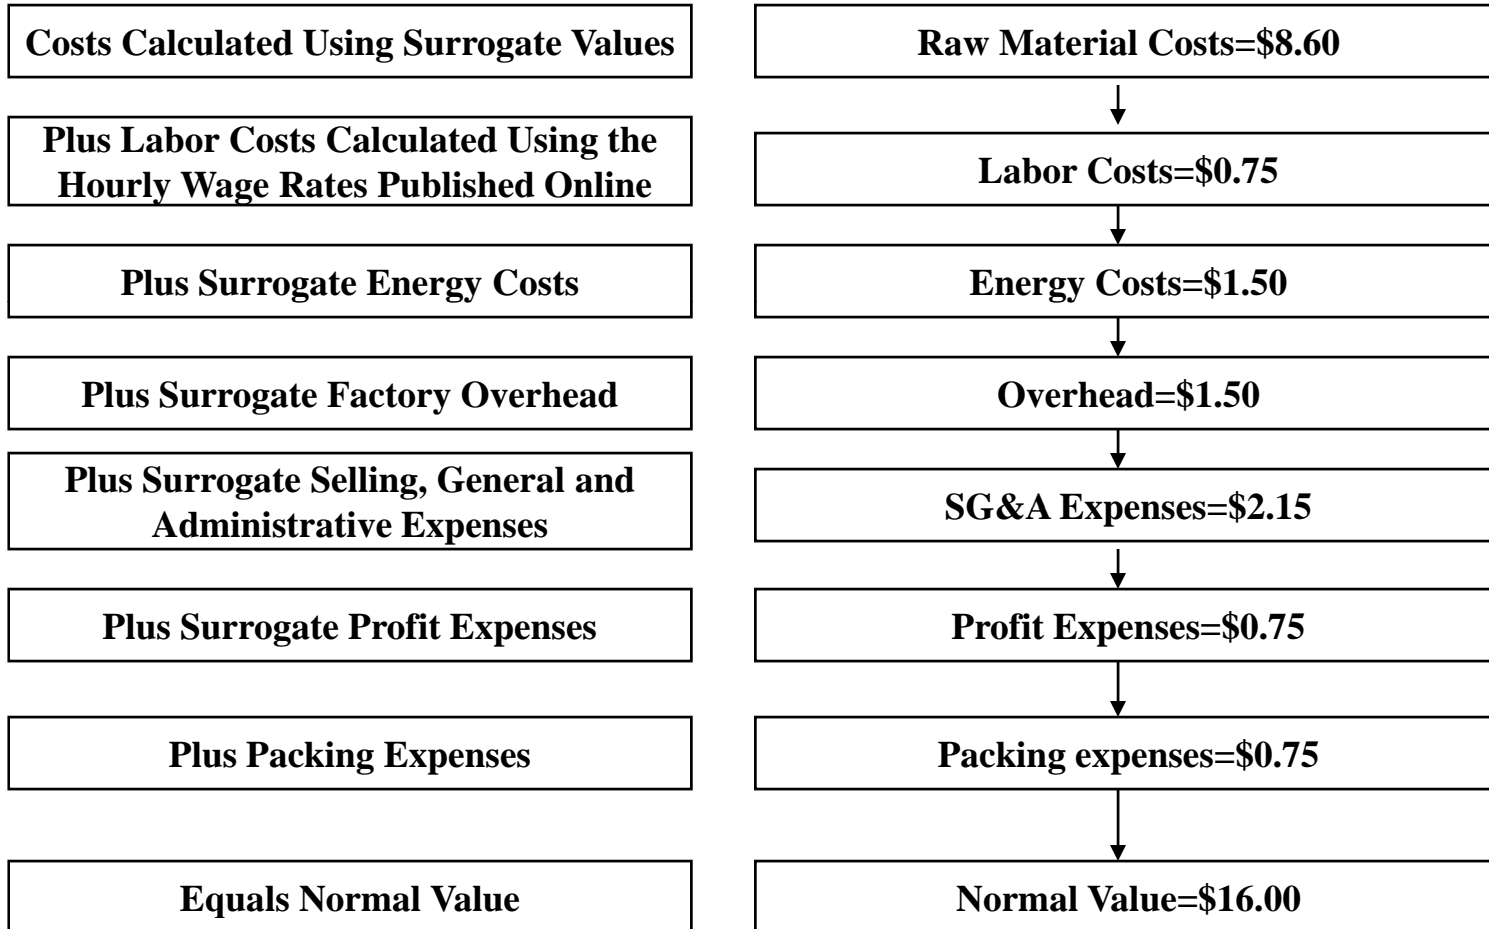 Costs Calculated Using Surrogate Values
Raw Material Costs=$8.60
Plus Labor Costs Calculated Using the
Hourly Wage Rates Published Online
Labor Costs=$0.75
Plus Surrogate Energy Costs
Energy Costs=$1.50
Plus Surrogate Factory Overhead
Overhead=$1.50
Plus Surrogate Selling, General and
Administrative Expenses
SG&A Expenses=$2.15
Plus Surrogate Profit Expenses
Profit Expenses=$0.75
Plus Packing Expenses
Packing expenses=$0.75
Equals Normal Value
Normal Value=$16.00